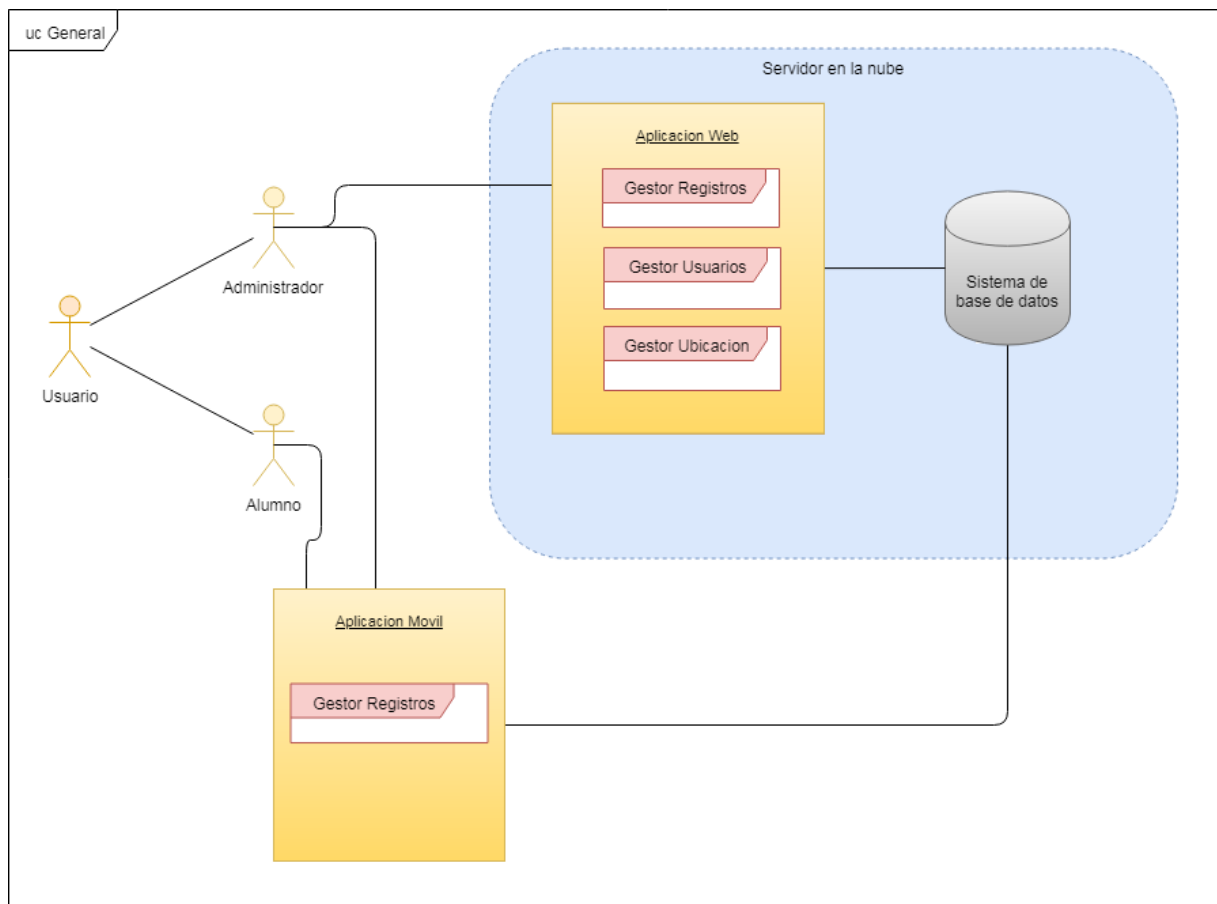 uc General
Servidor en la nube
Aplicacion Web
Gestor Registros
Gestor Usuarios
Gestor Ubicacion
Sistema de
base de datos
Administrador
Usuario
Alumno
Aplicacion Movil
Gestor Registros